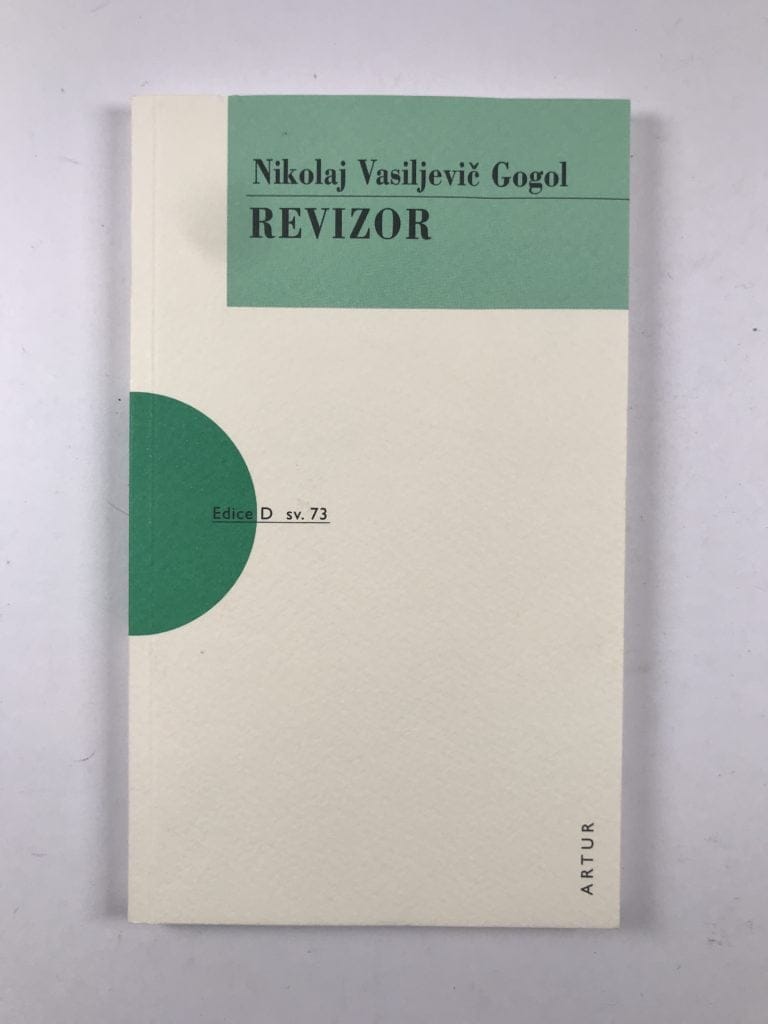 Nikolaj Vasiljevič Gogol
REVIZOR
Edice D sv. 73
ARTUR